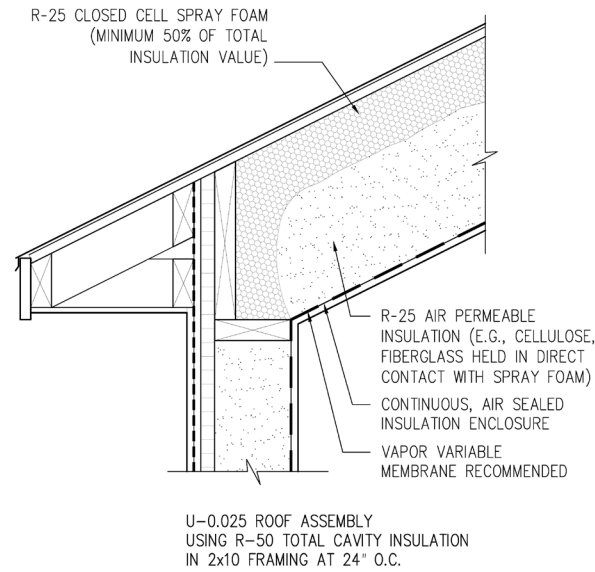 R-25 CLOSED CELL SPRAY FOAM
(MINIMUM 50% OF TOTAL
INSULATION VALUE)
R-25 AIR PERMEABLE
INSULATION (E.G., CELLULOSE,
FIBERGLASS HELD IN DIRECT
CONTACT WITH SPRAY FOAM)
CONTINUOUS, AIR SEALED
INSULATION ENCLOSURE
VAPOR VARIABLE
MEMBRANE RECOMMENDED
U-0.025 ROOF ASSEMBLY
USING R-50 TOTAL CAVITY INSULATION
IN 2x10 FRAMING AT 24" O.C.